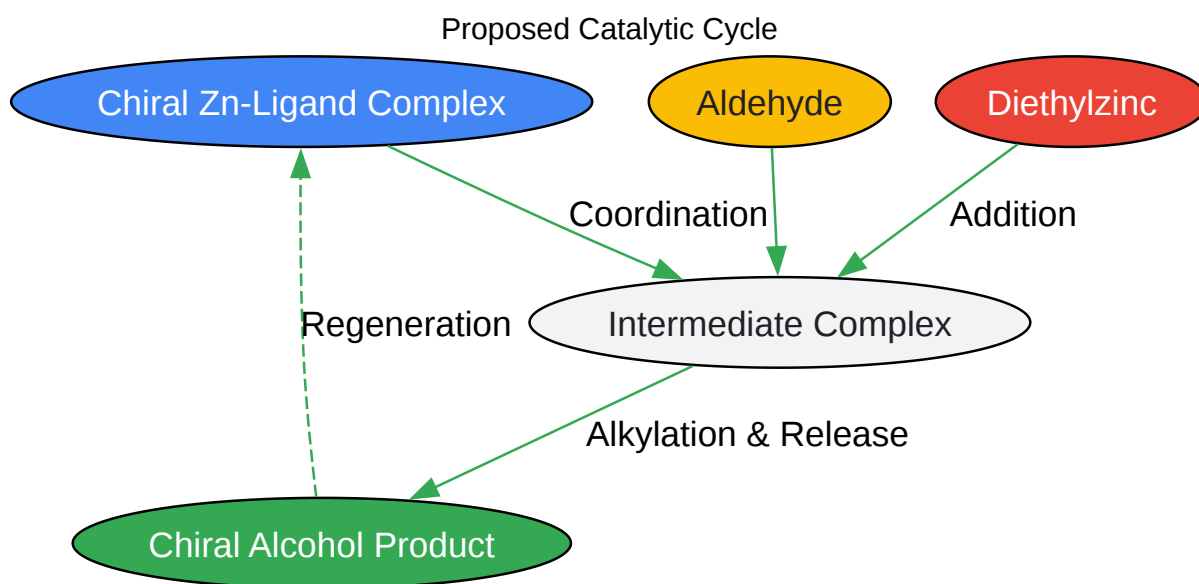 Proposed Catalytic Cycle
Chiral Zn-Ligand Complex
Aldehyde
Diethylzinc
Coordination
Addition
Regeneration
Intermediate Complex
Alkylation & Release
Chiral Alcohol Product